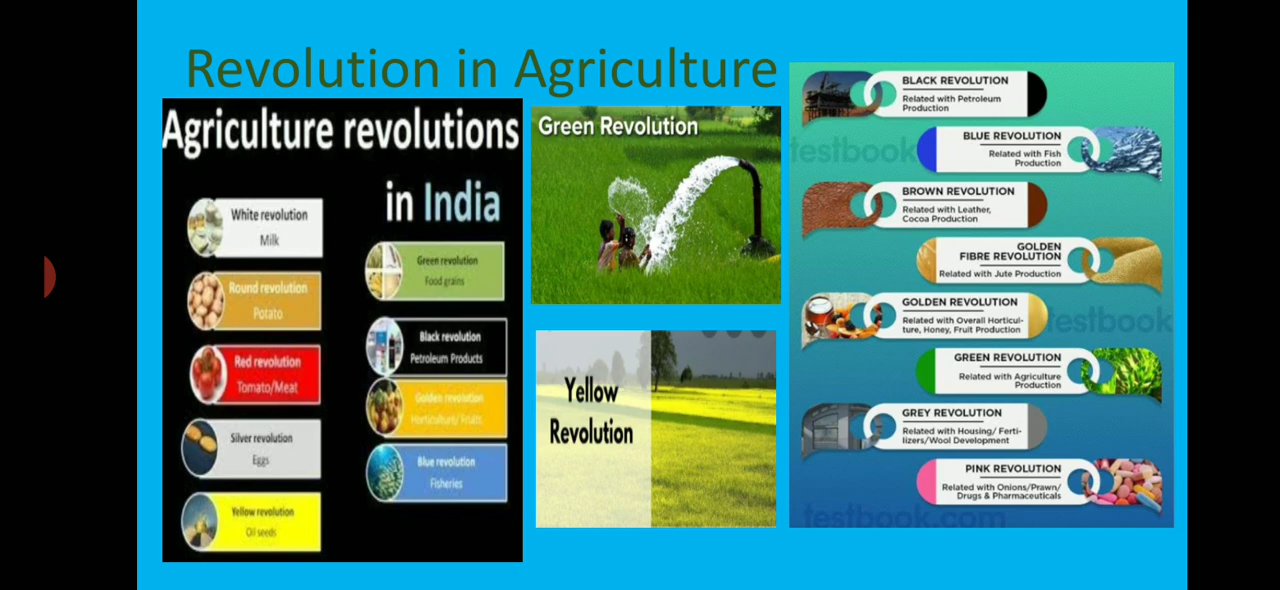 Revolution in Agriculture
Agriculture revolutions
in India
White revolution
Milk
Round revolution
Potato
Red revolution
Tomato/Meat
Silver revolution
Eggs
Yellow revolution
Oil seeds
Green revolution
Food grains
Black revolution
Petroleum Products
Golden revolution
Horticulture/ Fruits
Blue revolution
Fisheries
Green Revolution
Yellow
Revolution
BLACK REVOLUTION
Related with Petroleum
Production
testbook
BLUE REVOLUTION
Related with Fish
Production
BROWN REVOLUTION
Related with Leather,
Cocoa Production
GOLDEN
FIBRE REVOLUTION
Related with Jute Production
GOLDEN REVOLUTION
Related with Overall Horticul-
ture, Honey, Fruit Production
testbook
GREEN REVOLUTION
Related with Agriculture
Production
GREY REVOLUTION
Related with Housing/ Ferti-
lizers/Wool Development
PINK REVOLUTION
Related with Onions/Prawn/
Drugs & Pharmaceuticals
testbook.com